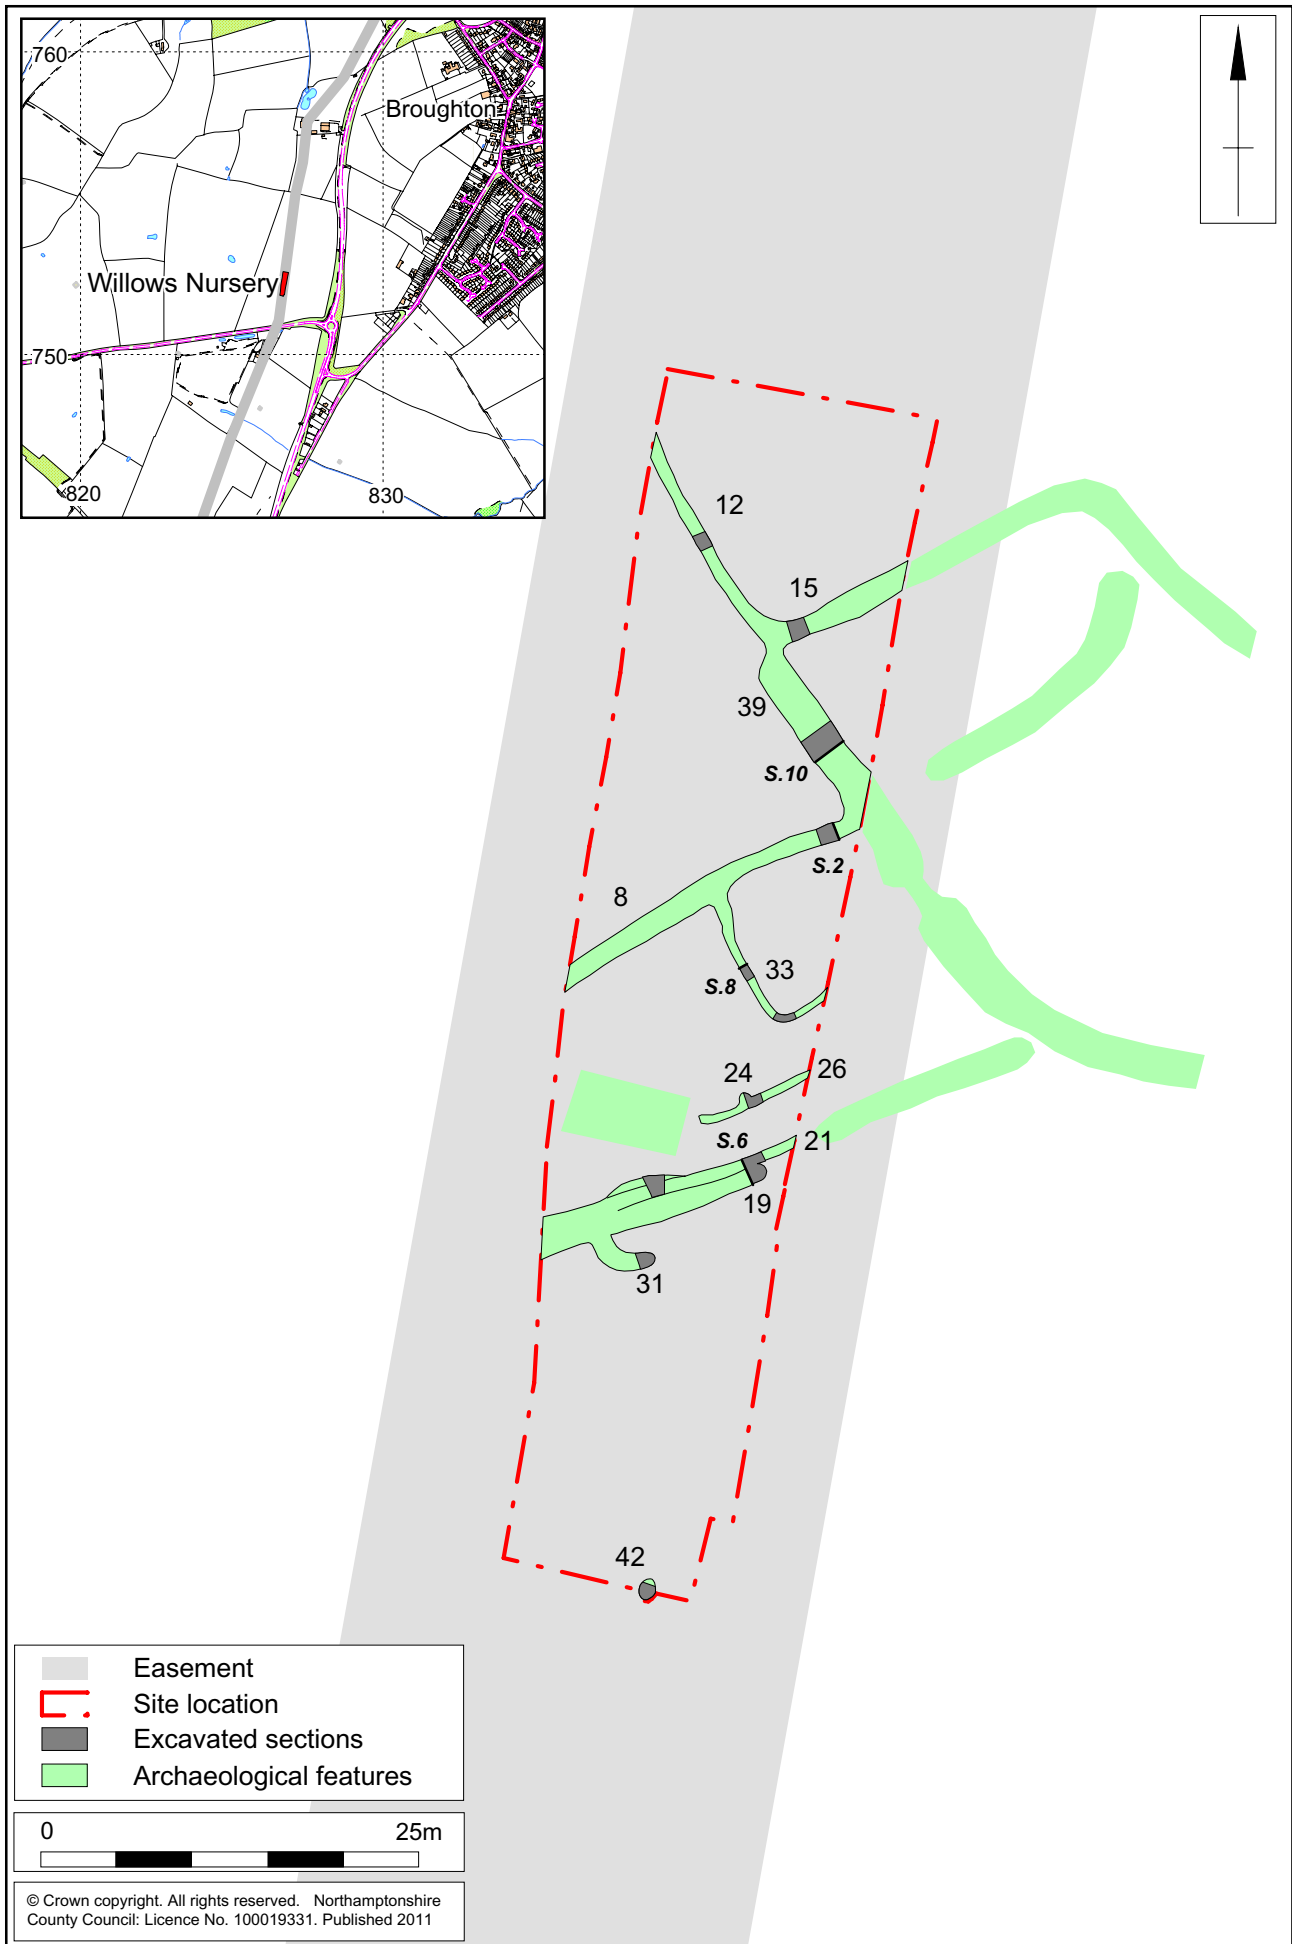 760
Broughton
Willows Nursery
750
820
830
12
15
39
S.10
S.2
8
33
S.8
24
26
S.6
21
19
31
42
Easement
Site location
Excavated sections
Archaeological features
0 25m
© Crown copyright. All rights reserved. Northamptonshire
County Council: Licence No. 100019331. Published 2011